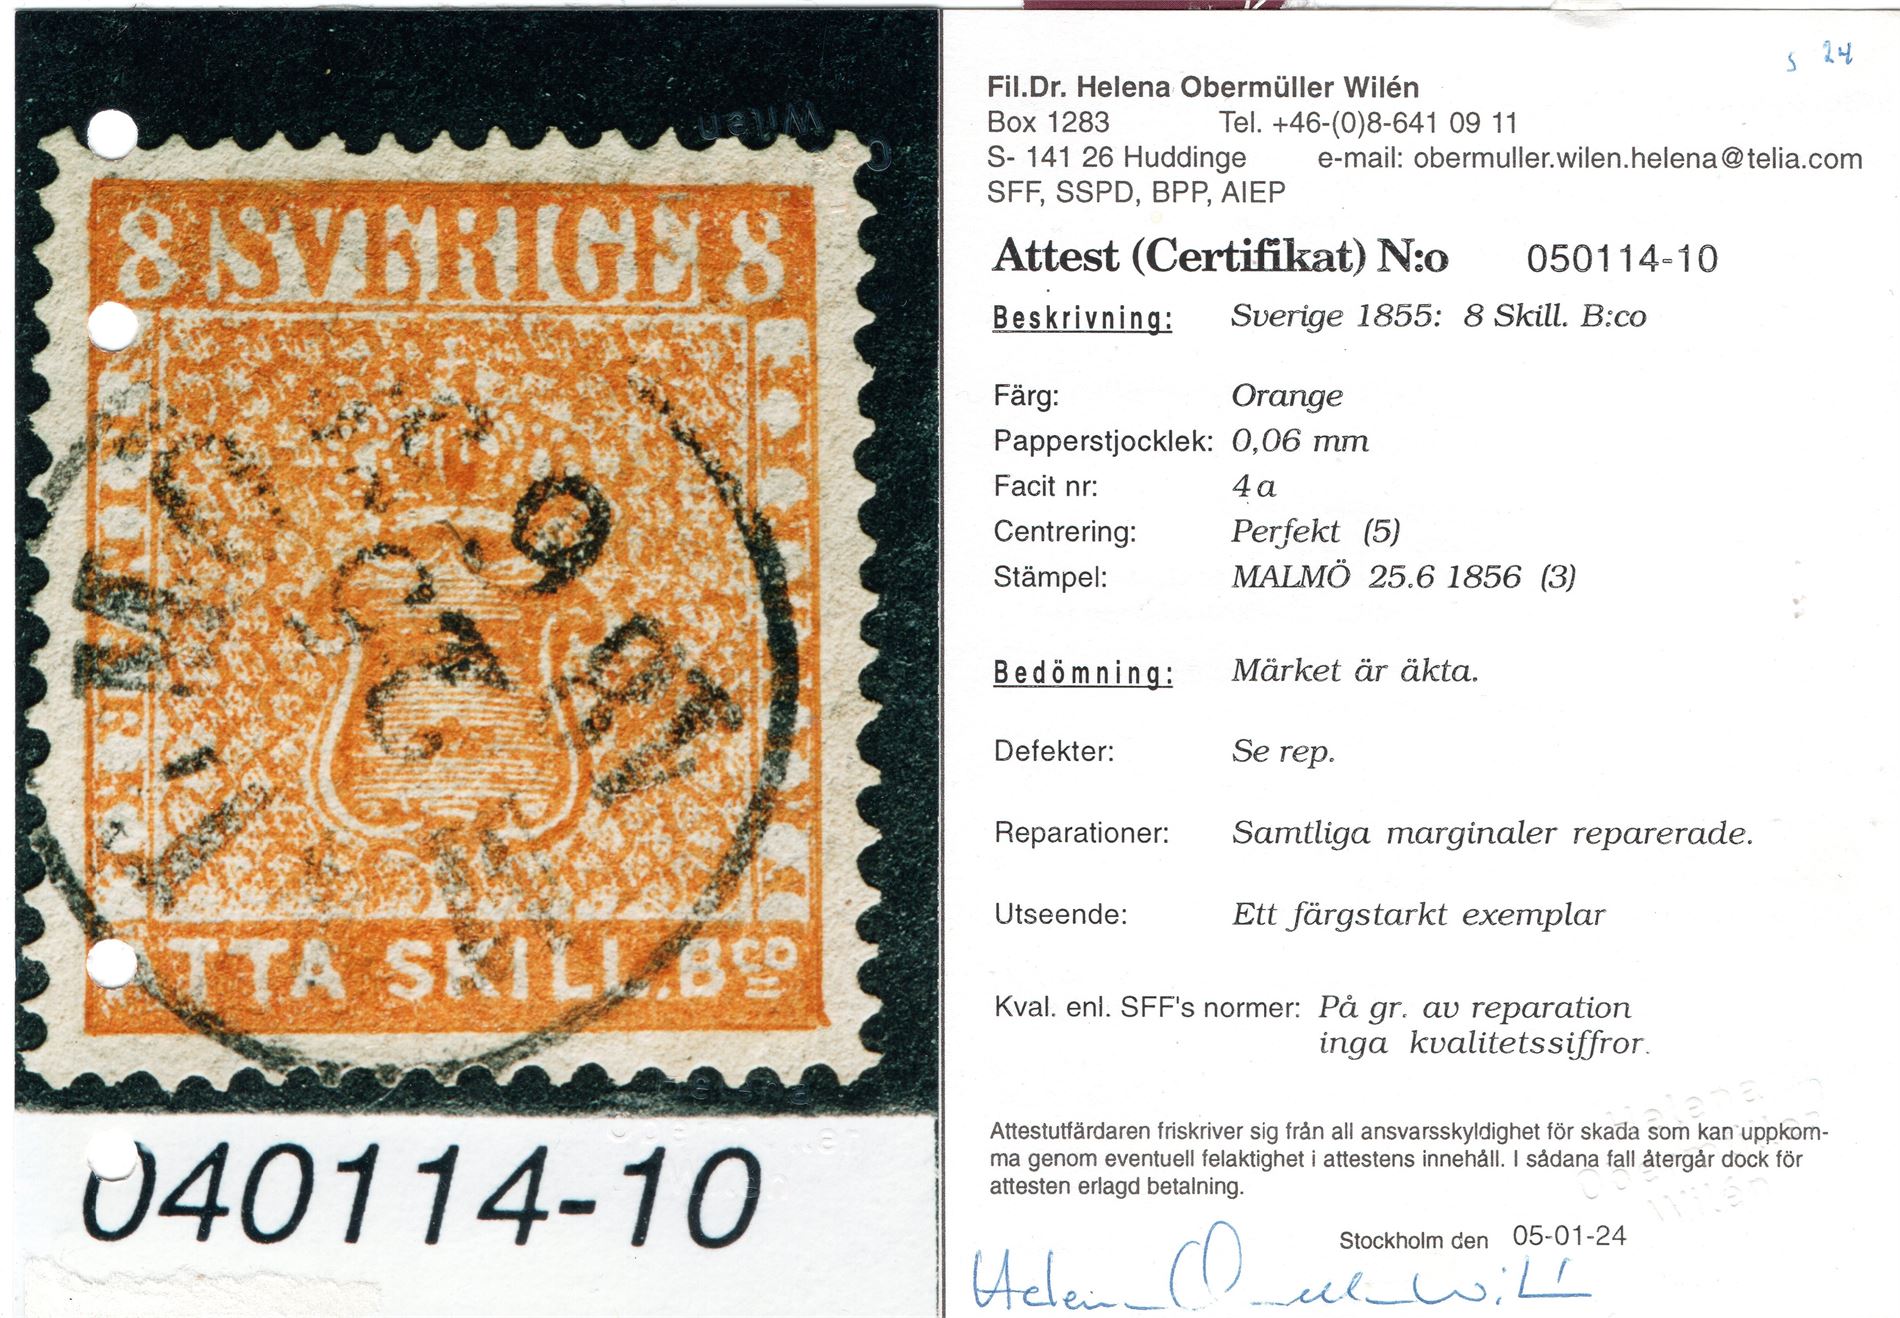 8 SVERIGE 8
TTA SKILL. Bco
040114-10
s 24
Fil.Dr. Helena Obermüller Wilén
Box 1283 Tel. +46-(0)8-641 09 11
S- 141 26 Huddinge e-mail: obermuller.wilen.helena@telia.com
SFF, SSPD, BPP, AIEP
Attest (Certifikat) N:o 050114-10
Beskrivning: Sverige 1855: 8 Skill. B:co
Färg: Orange
Papperstjocklek: 0,06 mm
Facit nr: 4a
Centrering: Perfekt (5)
Stämpel: MALMÖ 25.6 1856 (3)
Bedömning: Märket är äkta.
Defekter: Se rep.
Reparationer: Samtliga marginaler reparerade.
Utseende: Ett färgstarkt exemplar
Kval. enl. SFF's normer: På gr. av reparation
inga kvalitetssiffror.
Attestutfärdaren friskriver sig från all ansvarsskyldighet för skada som kan uppkom-
ma genom eventuell felaktighet i attestens innehåll. I sådana fall återgår dock för
attesten erlagd betalning.
Stockholm den 05-01-24
Helena